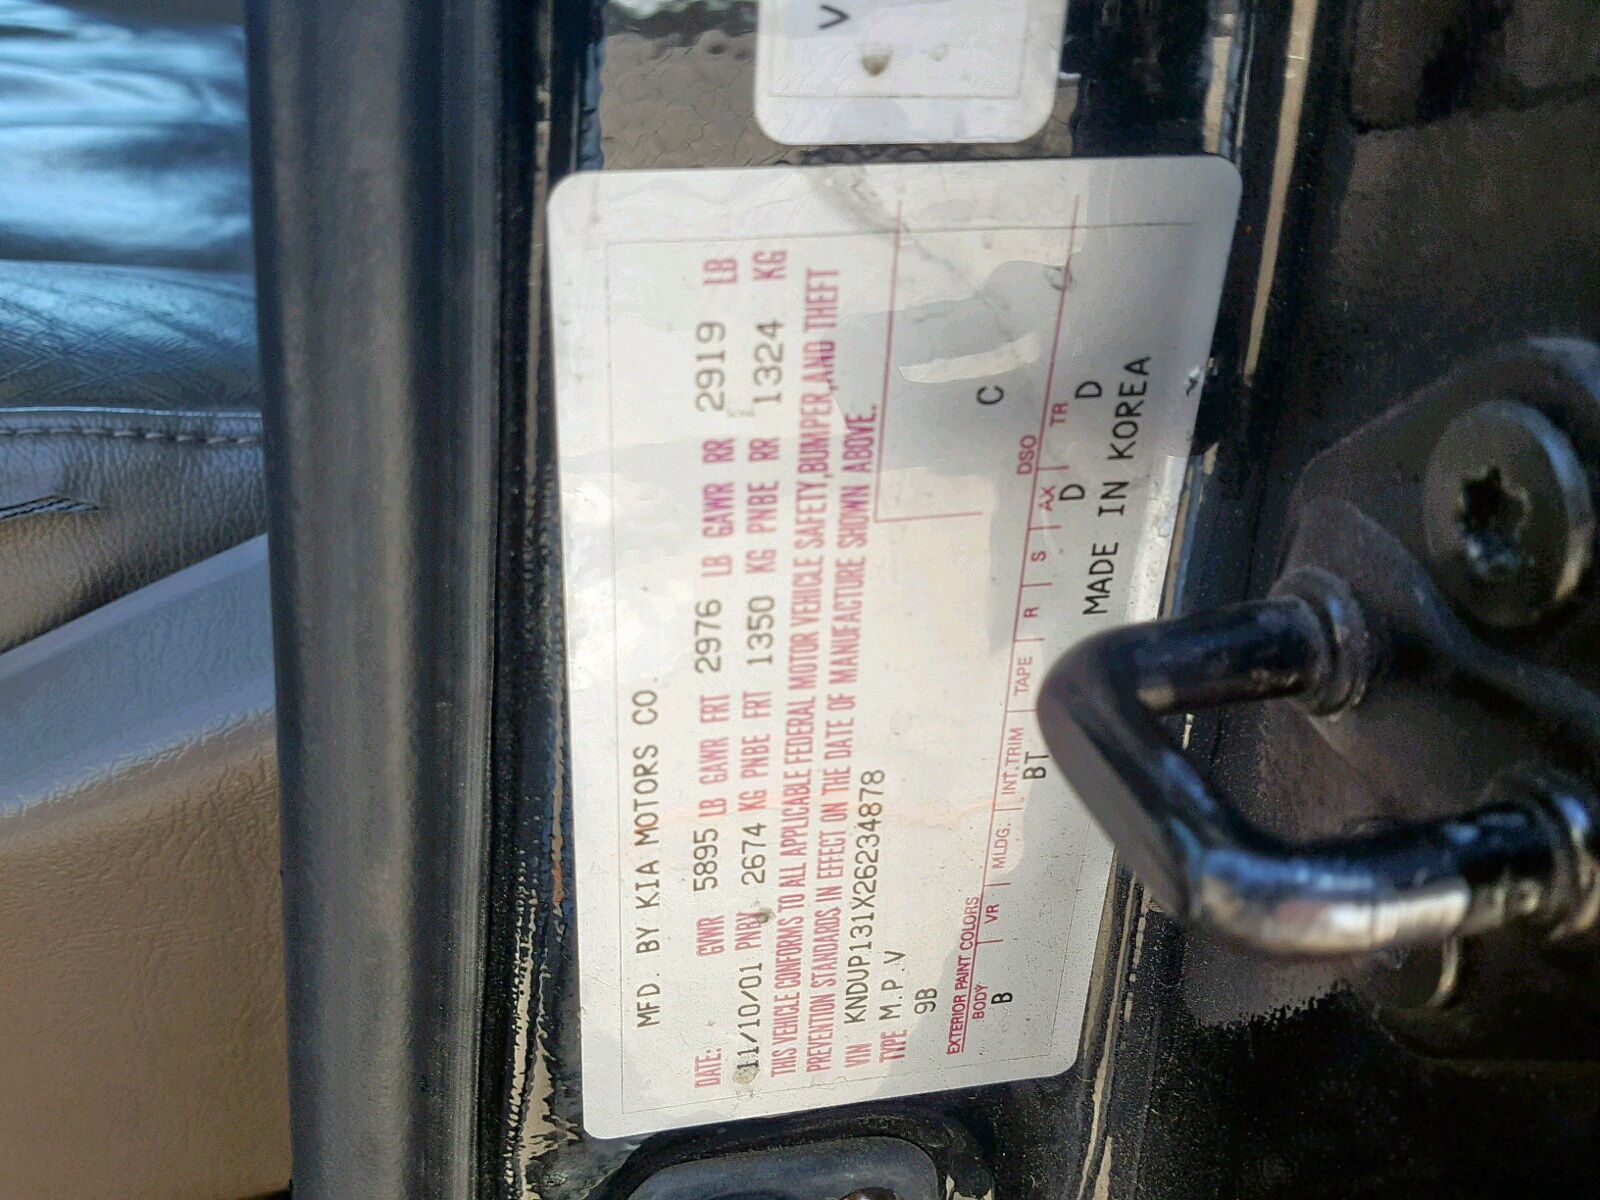 V
MFD. BY KIA MOTORS CO.
DATE: GVWR 5895 LB GAWR FRT 2976 LB GAWR RR 2919 LB
11/10/01 PNBV 2674 KG PNBE FRT 1350 KG PNBE RR 1324 KG
THIS VEHICLE CONFORMS TO ALL APPLICABLE FEDERAL MOTOR VEHICLE SAFETY,BUMPER,AND THEFT
PREVENTION STANDARDS IN EFFECT ON THE DATE OF MANUFACTURE SHOWN ABOVE.
VIN KNDUP131X26234878
TYPE M.P.V
9B C
EXTERIOR PAINT COLORS DSO
BODY VR MLDG. INT.TRIM TAPE R S AX TR
B BT D D
MADE IN KOREA